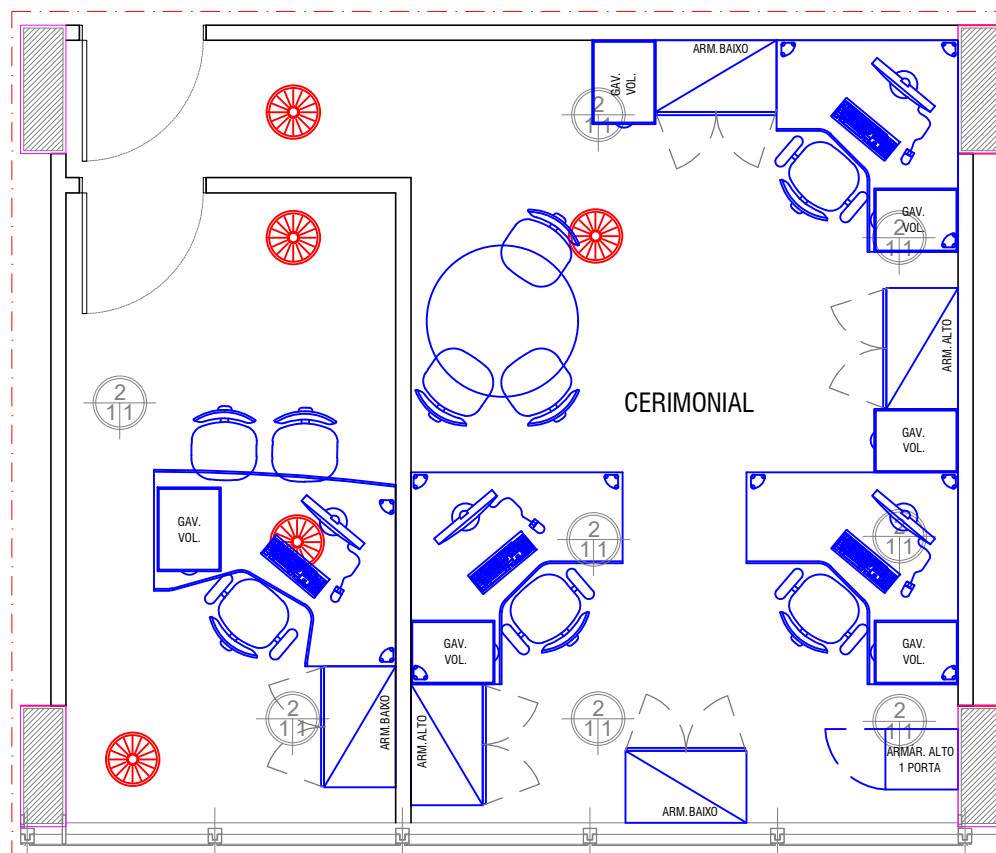 ARM. BAIXO
GAV.
VOL.
2
1 1
GAV.
VOL.
2
1 1
ARM. ALTO
2
1 1
CERIMONIAL
GAV.
VOL.
GAV.
VOL.
2
1 1
2
1 1
GAV.
VOL.
GAV.
VOL.
ARM.BAIXO
ARM.ALTO
2
1 1
2
1 1
2
1 1
ARMAR. ALTO
1 PORTA
ARM.BAIXO